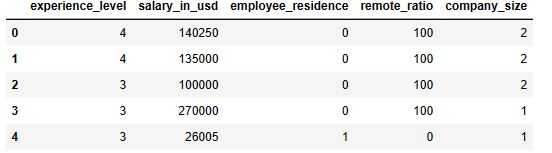 experience_level salary_in_usd employee_residence remote_ratio company_size
0 4 140250 0 100 2
1 4 135000 0 100 2
2 3 100000 0 100 2
3 3 270000 0 100 1
4 3 26005 1 0 1